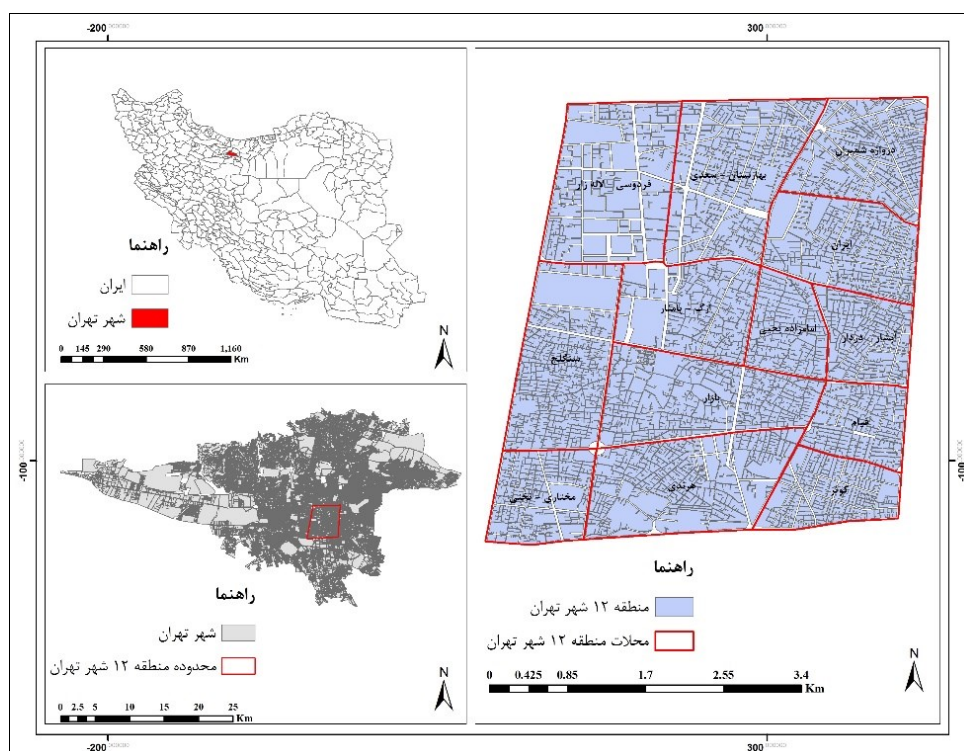 -200
300
راهنما
ایران
شهر تهران
N
0 145 290 580 870 1,160
Km
-100
راهنما
شهر تهران
محدوده منطقه ۱۲ شهر تهران
N
0 2.5 5 10 15 20 25
Km
دروازه شمیران
بهارستان - سعدی
فردوسی - لاله زار
ایران
ارگ - پامنار
امامزاده یحیی
آبشار - دردار
سنگلج
بازار
قیام
هرندی
کوثر
مختاری - تختی
راهنما
منطقه ۱۲ شهر تهران
محلات منطقه ۱۲ شهر تهران
N
0 0.425 0.85 1.7 2.55 3.4
Km
-100
-200
300